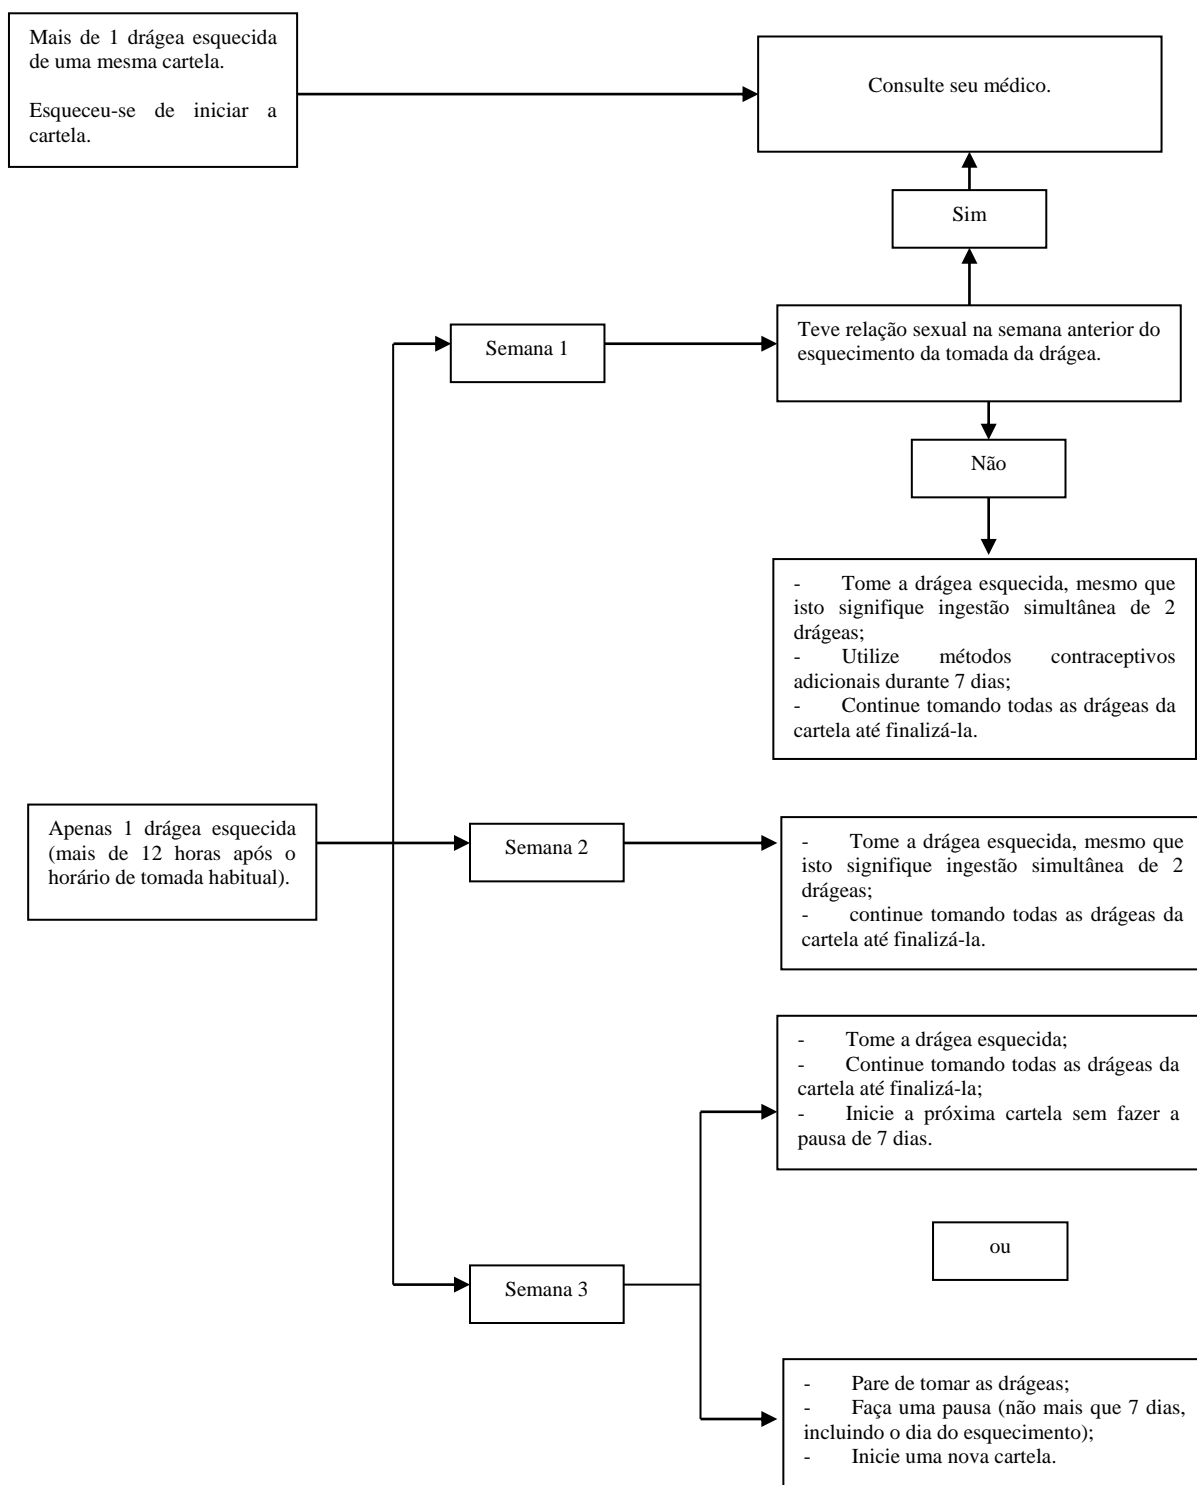 Mais de 1 drágea esquecida
de uma mesma cartela.
Esqueceu-se de iniciar a
cartela.
Consulte seu médico.
Sim
Semana 1
Teve relação sexual na semana anterior do
esquecimento da tomada da drágea.
Não
- Tome a drágea esquecida, mesmo que
isto signifique ingestão simultânea de 2
drágeas;
- Utilize métodos contraceptivos
adicionais durante 7 dias;
- Continue tomando todas as drágeas da
cartela até finalizá-la.
Apenas 1 drágea esquecida
(mais de 12 horas após o
horário de tomada habitual).
Semana 2
- Tome a drágea esquecida, mesmo que
isto signifique ingestão simultânea de 2
drágeas;
- continue tomando todas as drágeas da
cartela até finalizá-la.
- Tome a drágea esquecida;
- Continue tomando todas as drágeas da
cartela até finalizá-la;
- Inicie a próxima cartela sem fazer a
pausa de 7 dias.
ou
Semana 3
- Pare de tomar as drágeas;
- Faça uma pausa (não mais que 7 dias,
incluindo o dia do esquecimento);
- Inicie uma nova cartela.